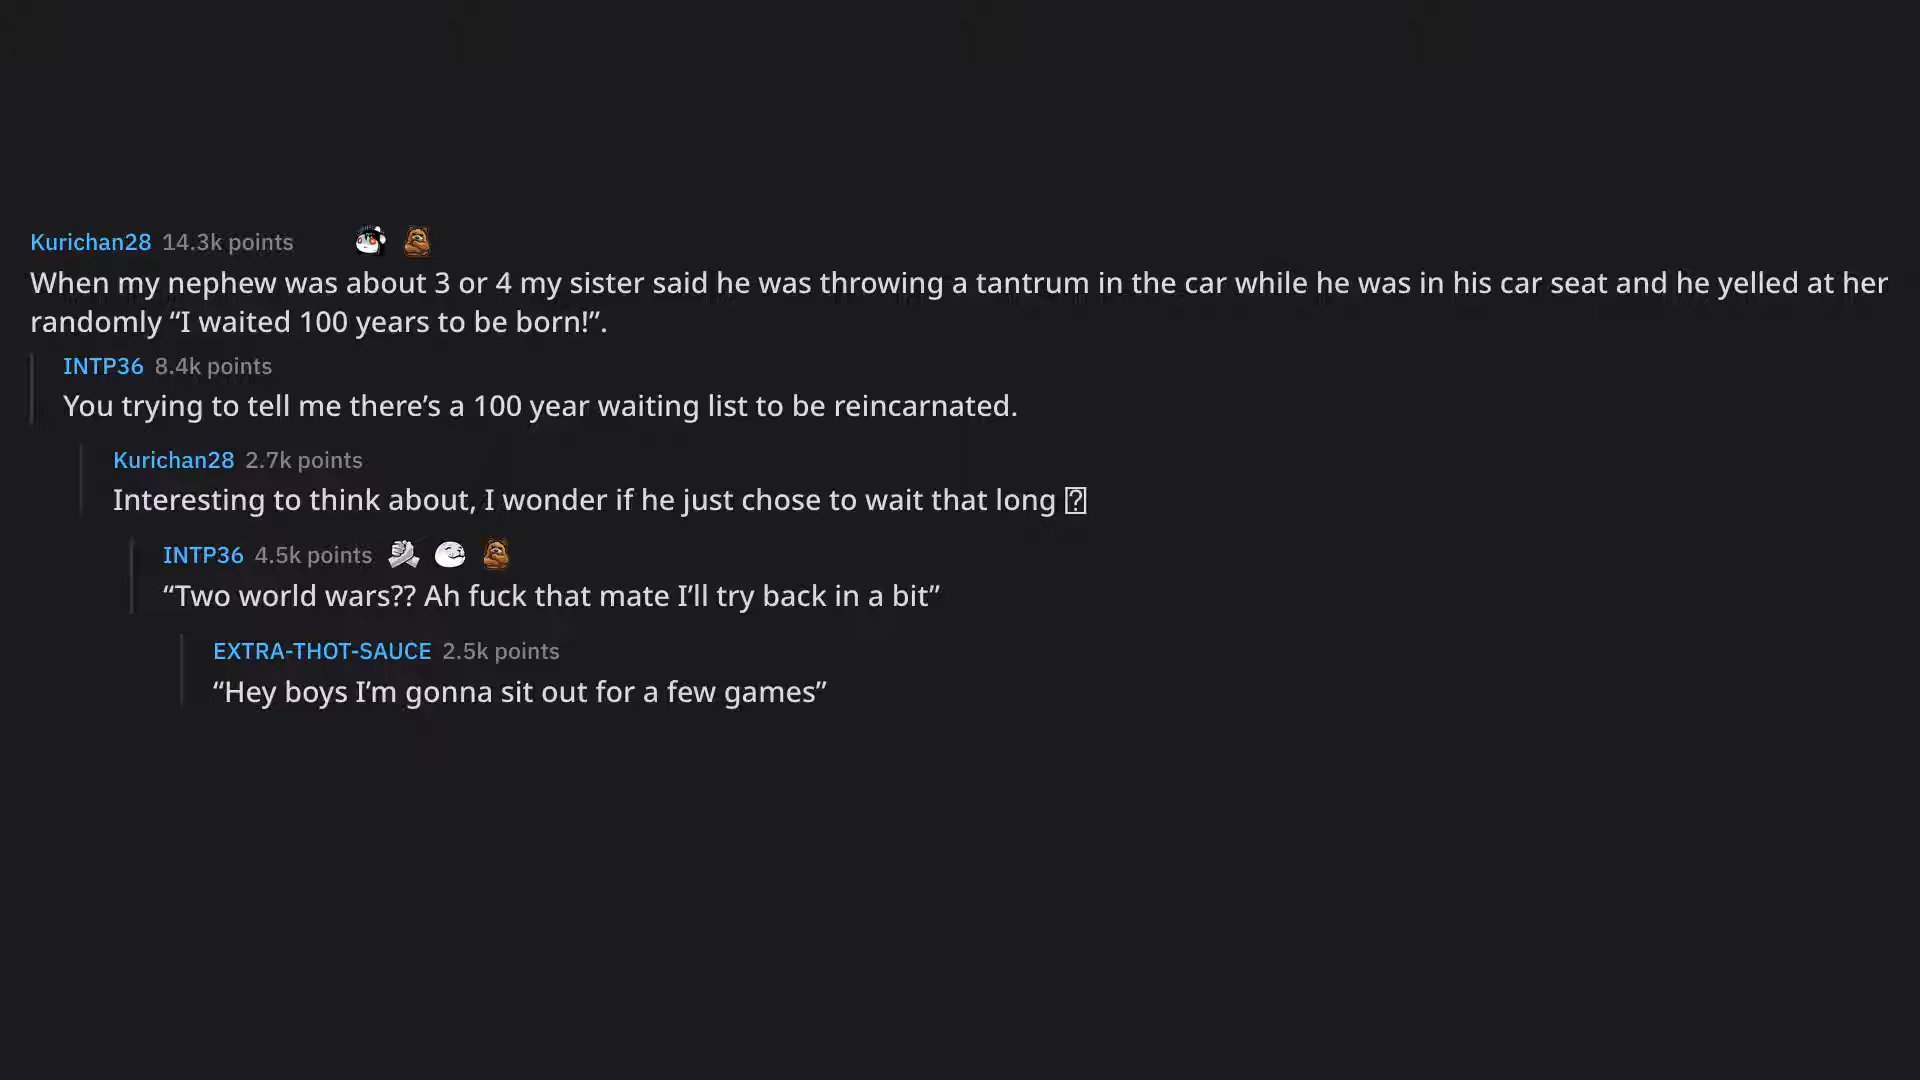 Kurichan28 14.3k points
When my nephew was about 3 or 4 my sister said he was throwing a tantrum in the car while he was in his car seat and he yelled at her
randomly “I waited 100 years to be born!”.
INTP36 8.4k points
You trying to tell me there’s a 100 year waiting list to be reincarnated.
Kurichan28 2.7k points
Interesting to think about, I wonder if he just chose to wait that long
INTP36 4.5k points
“Two world wars?? Ah fuck that mate I’ll try back in a bit”
EXTRA-THOT-SAUCE 2.5k points
“Hey boys I’m gonna sit out for a few games”